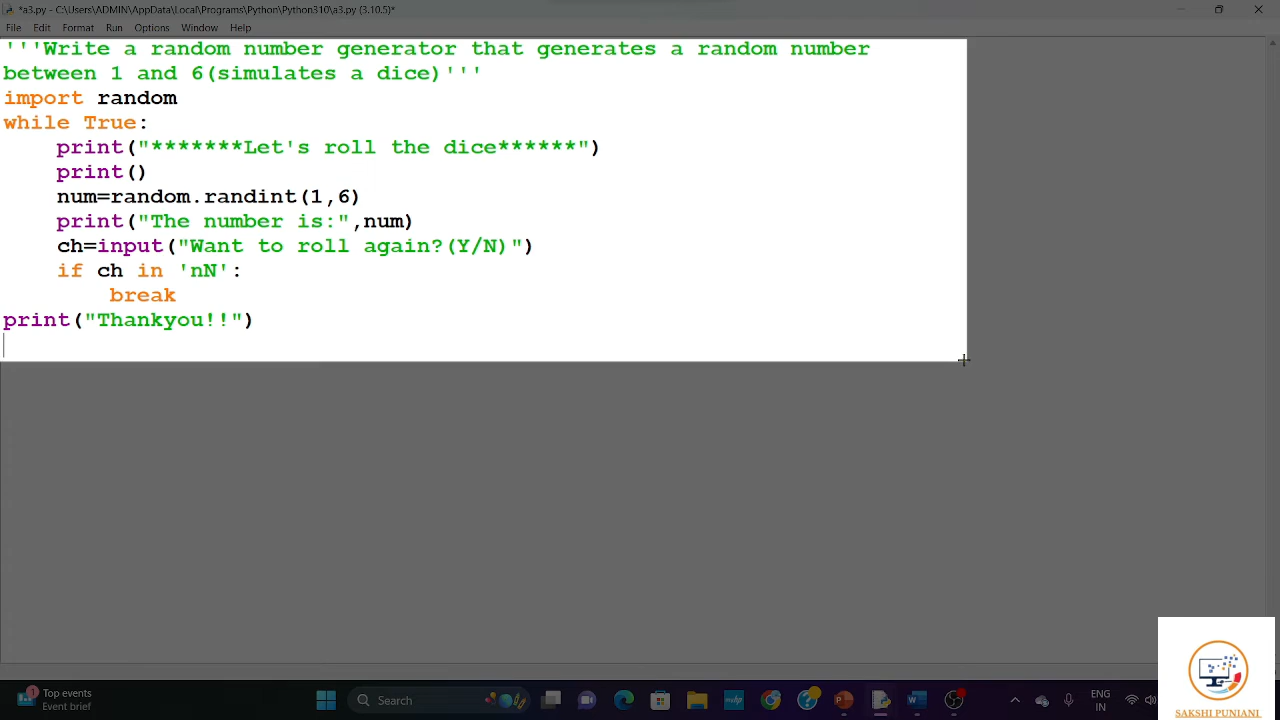 *a3.py - C:\Users\ADMIN\AppData\Local\Programs\Python\Python310\a3.py (3.10.5)*
File Edit Format Run Options Window Help
'''Write a random number generator that generates a random number
between 1 and 6(simulates a dice)'''
import random
while True:
    print("*******Let's roll the dice******")
    print()
    num=random.randint(1,6)
    print("The number is:",num)
    ch=input("Want to roll again?(Y/N)")
    if ch in 'nN':
        break
print("Thankyou!!")
SAKSHI PUNIANI
1
Top events
Event brief
Search
mvhp
ENG
IN